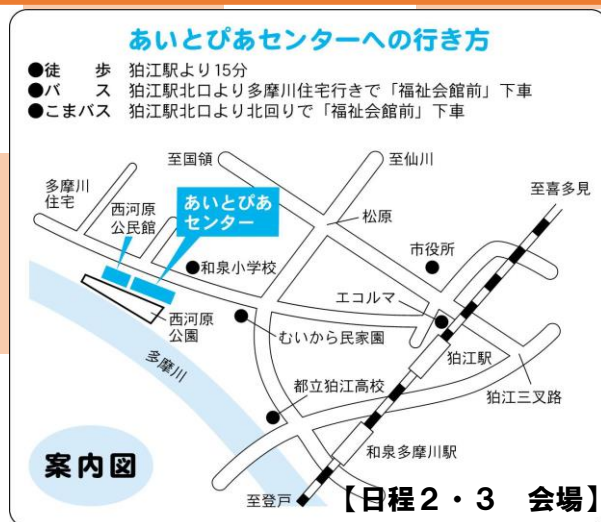 あいとぴあセンターへの行き方
●徒　歩　狛江駅より15分
●バ　ス　狛江駅北口より多摩川住宅行きで「福祉会館前」下車
●こまバス　狛江駅北口より北回りで「福祉会館前」下車
至国領
至仙川
至喜多見
多摩川
住宅
西河原
公民館
あいとぴあ
センター
松原
市役所
和泉小学校
エコルマ
西河原
公園
むいから民家園
狛江駅
多摩川
都立狛江高校
狛江三叉路
和泉多摩川駅
案内図
至登戸
【日程２・３　会場】